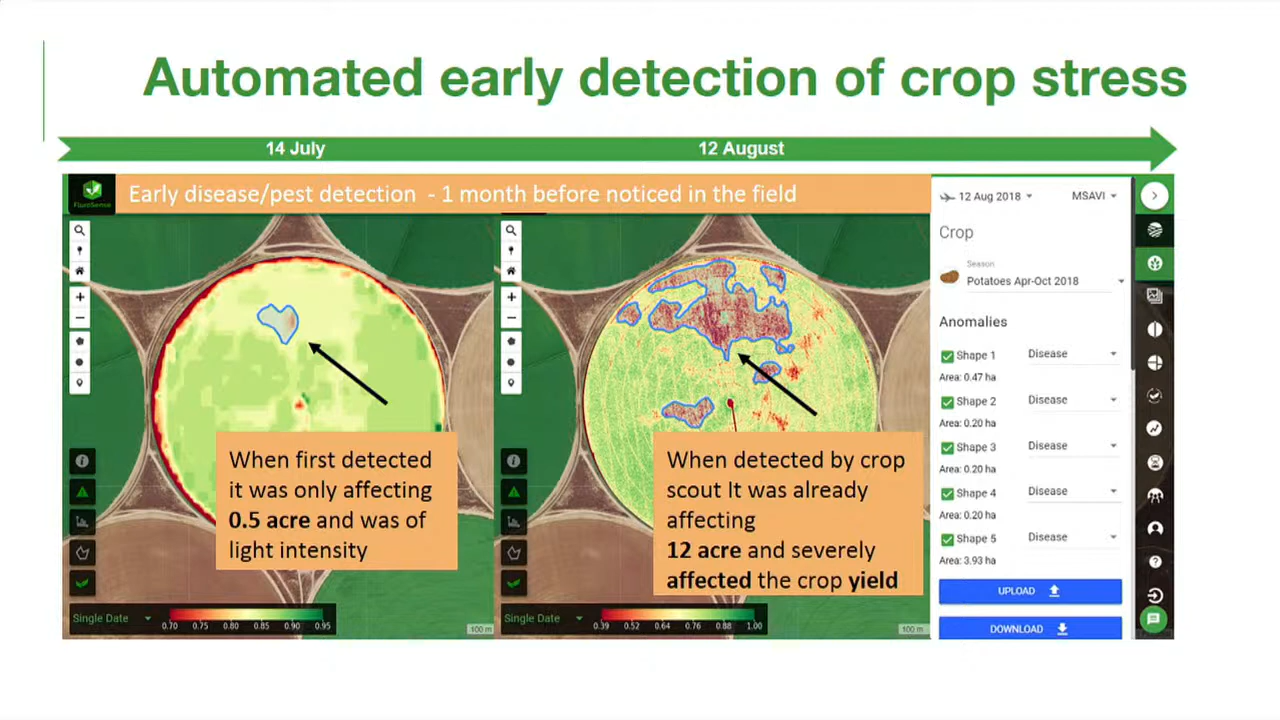 Automated early detection of crop stress
14 July
12 August
FluroSense
Early disease/pest detection - 1 month before noticed in the field
When first detected
it was only affecting
0.5 acre and was of
light intensity
Single Date
0.70 0.75 0.80 0.85 0.90 0.95
100 m
When detected by crop
scout It was already
affecting
12 acre and severely
affected the crop yield
Single Date
0.39 0.52 0.64 0.76 0.88 1.00
100 m
12 Aug 2018 MSAVI
Crop
Season
Potatoes Apr-Oct 2018
Anomalies
Shape 1 Disease
Area: 0.47 ha
Shape 2 Disease
Area: 0.20 ha
Shape 3 Disease
Area: 0.20 ha
Shape 4 Disease
Area: 0.20 ha
Shape 5 Disease
Area: 3.93 ha
UPLOAD
DOWNLOAD